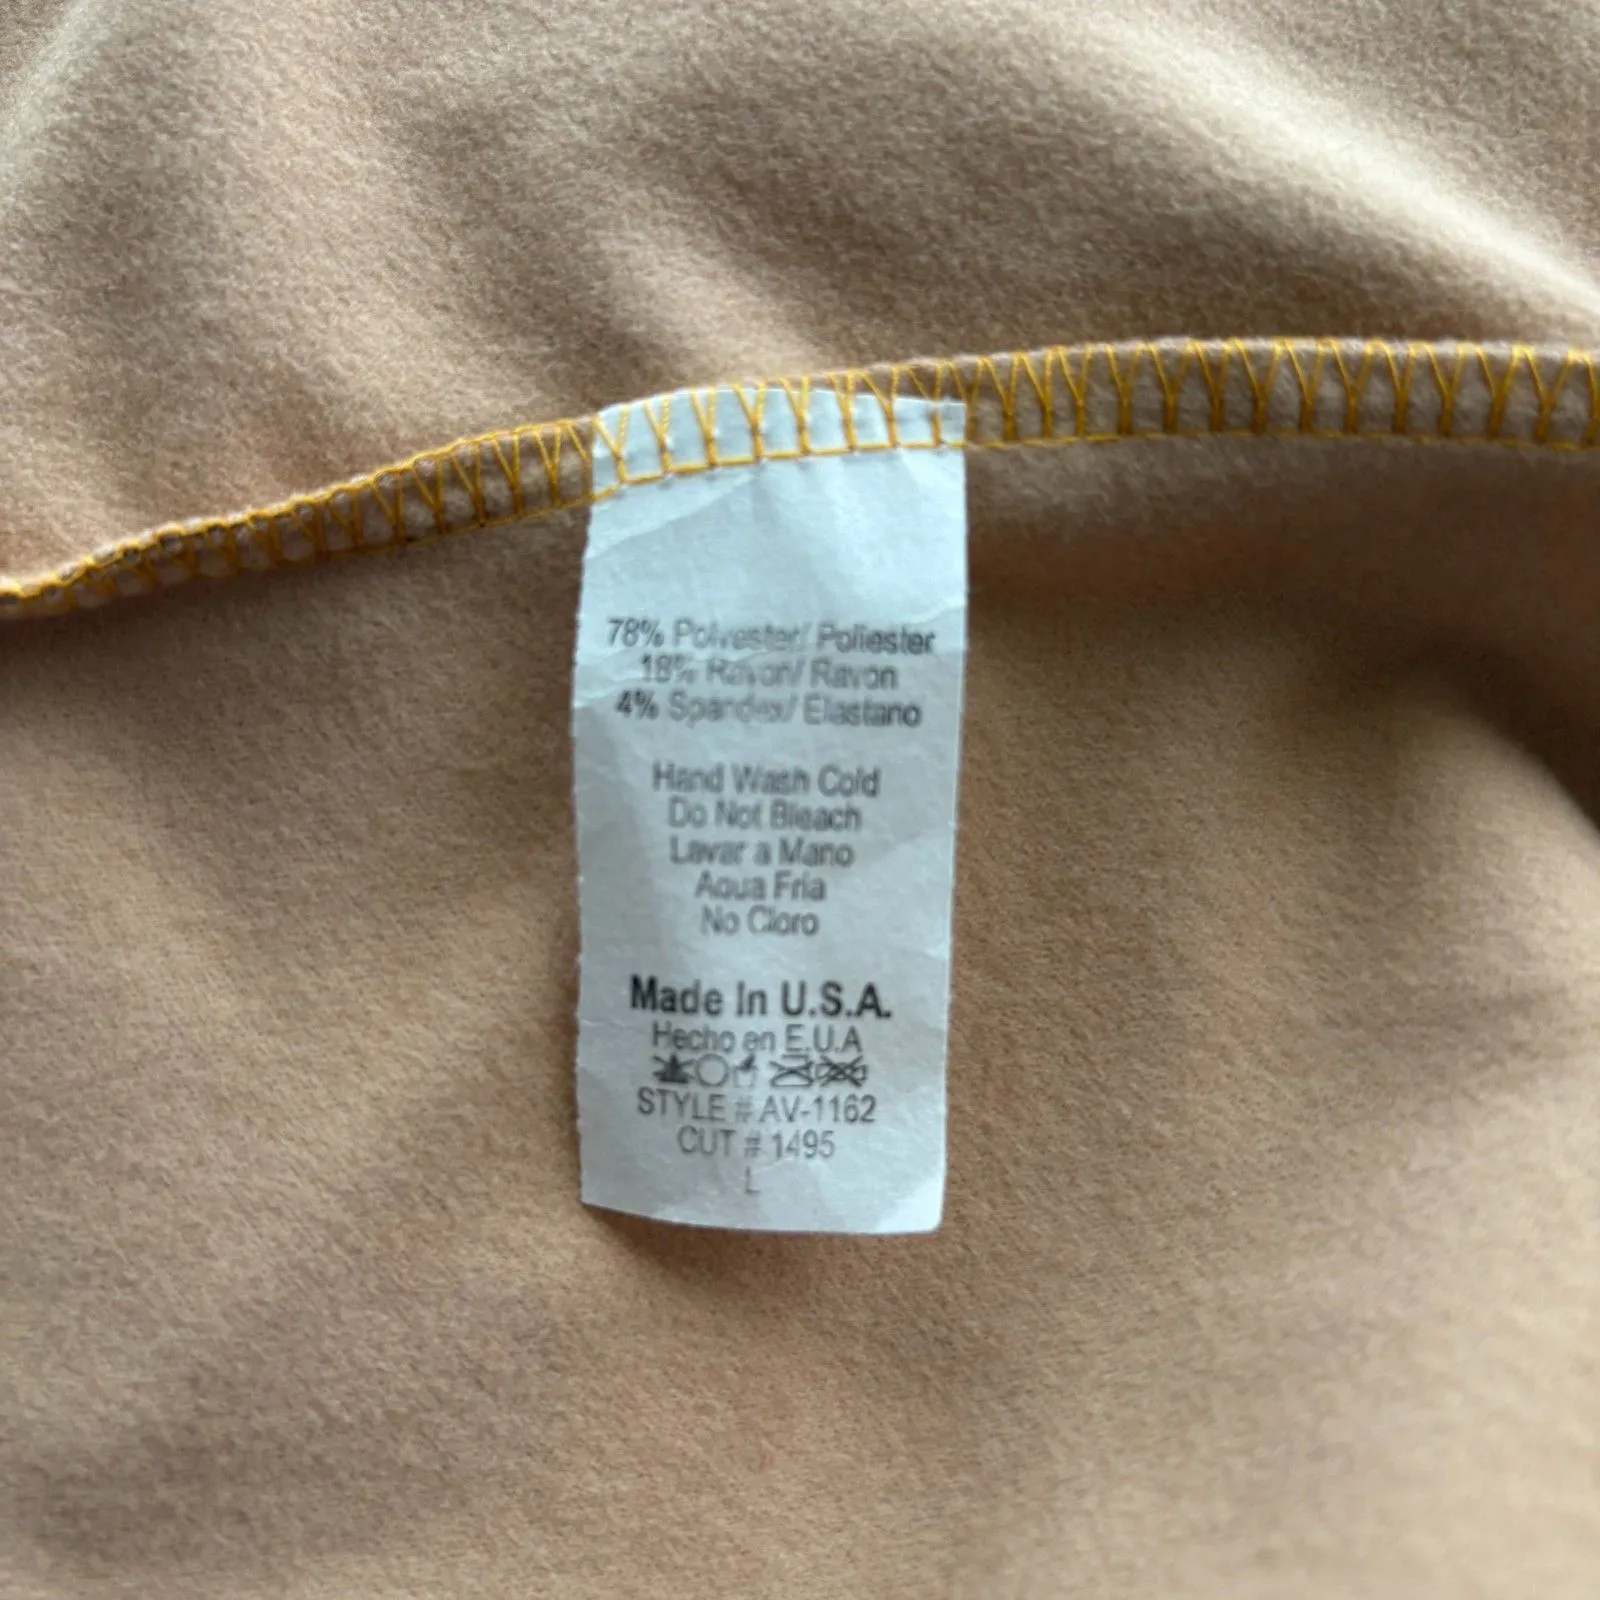 78% Polyester/ Poliester
18% Rayon/ Rayon
4% Spandex/ Elastano
Hand Wash Cold
Do Not Bleach
Lavar a Mano
Aqua Fria
No Cloro
Made In U.S.A.
Hecho en E.U.A
STYLE # AV-1162
CUT # 1495
L